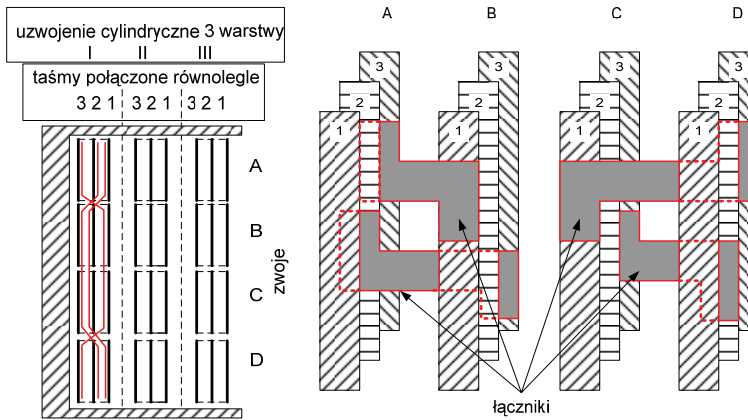 uzwojenie cylindryczne 3 warstwy
I II III
taśmy połączone równolegle
3 2 1 3 2 1 3 2 1
A
B
C
D
zwoje
A B C D
3 3 3 3
2 2 2 2
1 1 1 1
łączniki